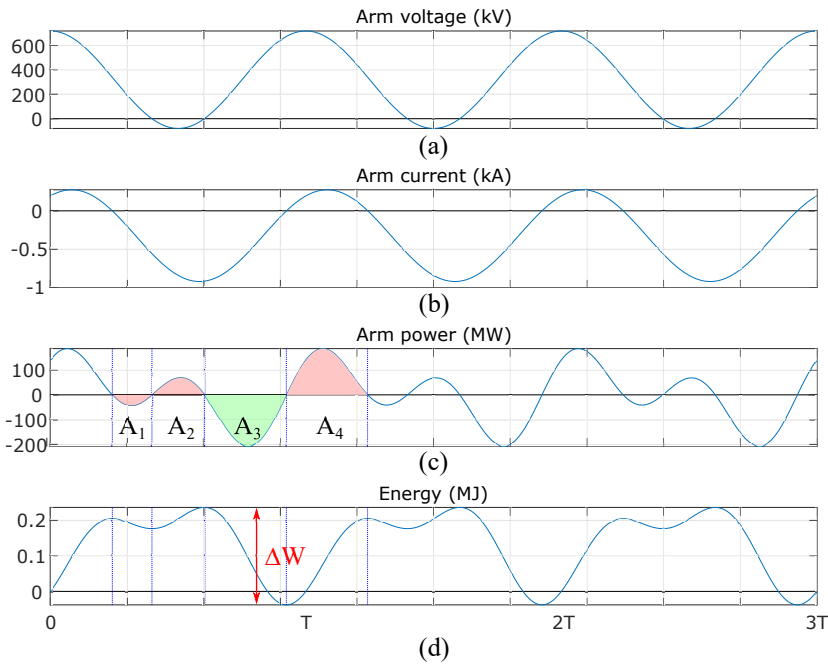 Arm voltage (kV)
600
400
200
0
(a)
Arm current (kA)
0
-0.5
-1
(b)
Arm power (MW)
100
0
-100
-200
A₁ A₂ A₃ A₄
(c)
Energy (MJ)
0.2
0.1
0
ΔW
0 T 2T 3T
(d)